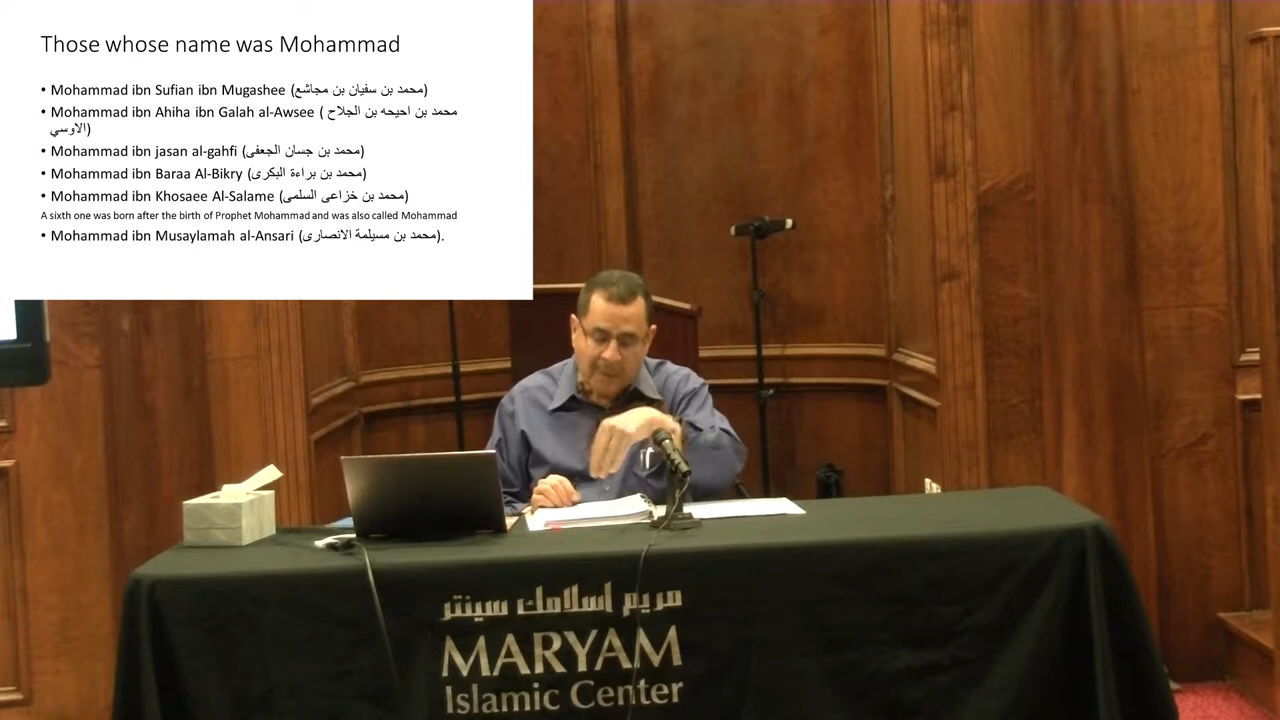 Those whose name was Mohammad
• Mohammad ibn Sufian ibn Mugashee (محمد بن سفيان بن مجاشع)
• Mohammad ibn Ahiha ibn Galah al-Awsee ( محمد بن احيحه بن الجلاح
الاوسي)
• Mohammad ibn jasan al-gahfi (محمد بن جسان الجعفى)
• Mohammad ibn Baraa Al-Bikry (محمد بن براءة البكرى)
• Mohammad ibn Khosaee Al-Salame (محمد بن خزاعى السلمى)
A sixth one was born after the birth of Prophet Mohammad and was also called Mohammad
• Mohammad ibn Musaylamah al-Ansari (محمد بن مسيلمة الانصارى).
مريم اسلامك سينتر
MARYAM
Islamic Center